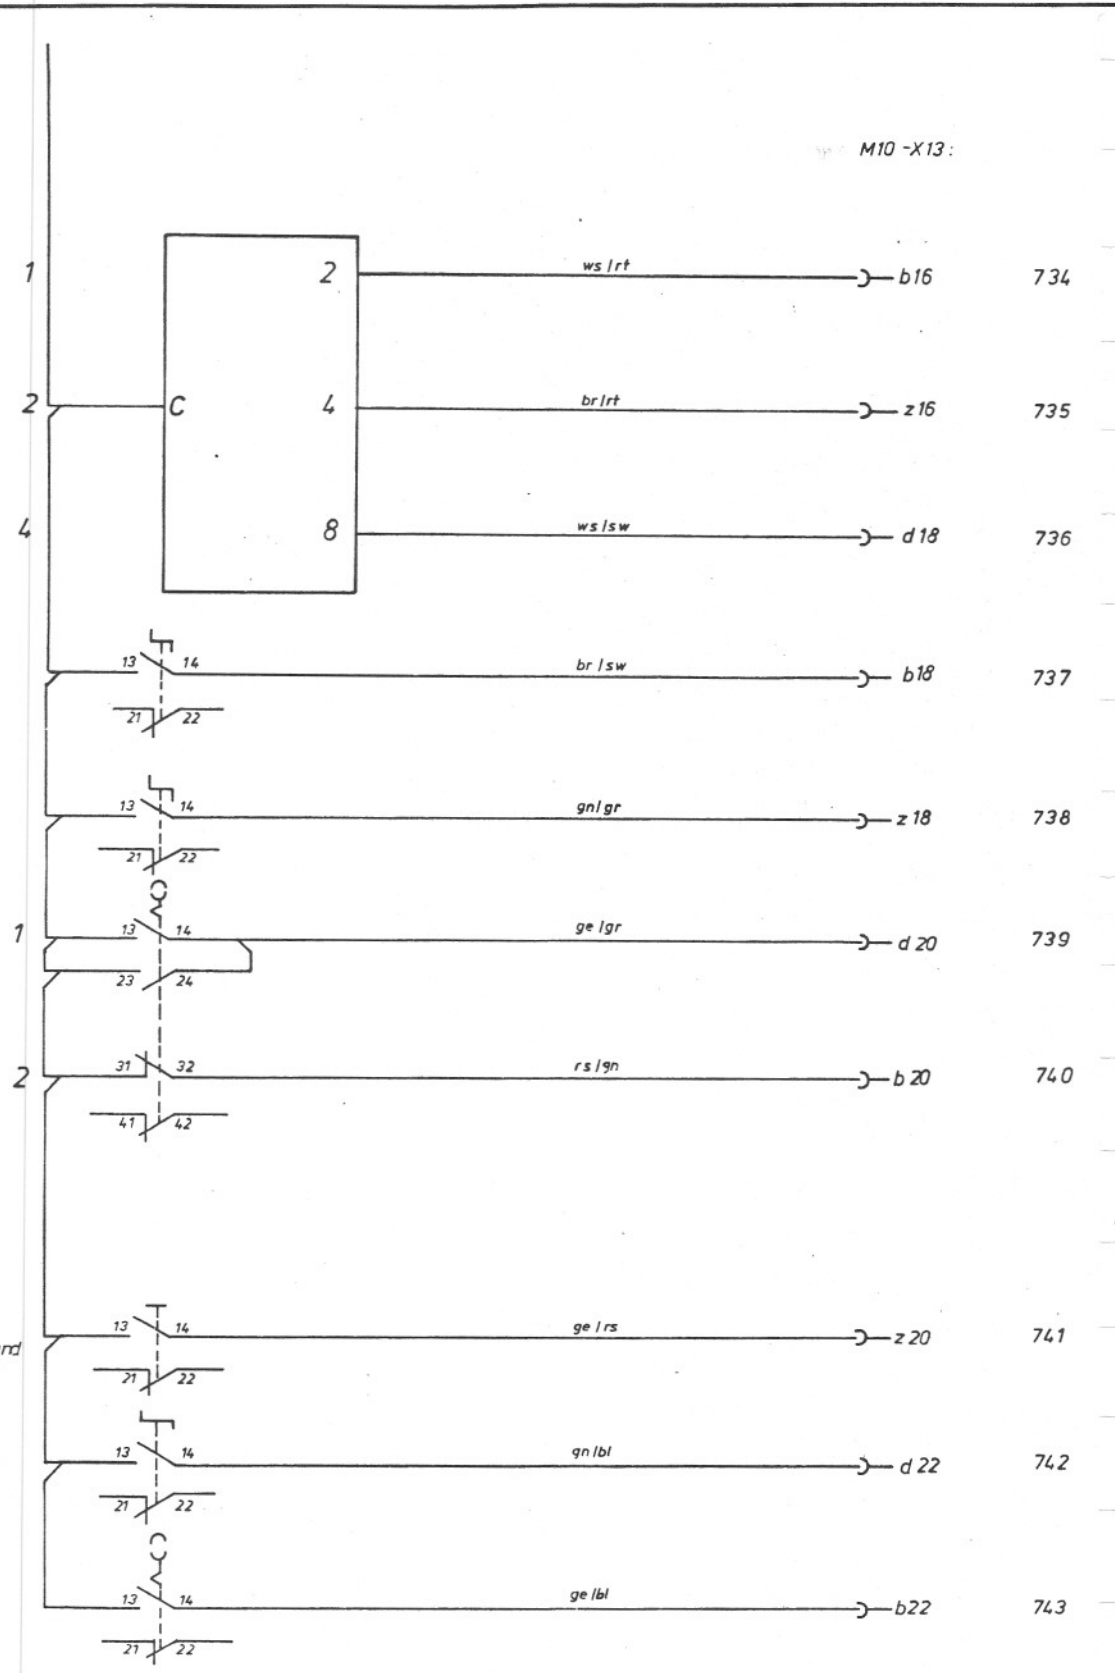 M10-X13:
1 2 ws/rt b16 734
2 C 4 br/rt z16 735
4 8 ws/sw d18 736
13 14 br/sw b18 737
21 22
13 14 gn/gr z18 738
21 22
1 13 14 ge/gr d20 739
23 24
2 31 32 rs/gn b20 740
41 42
13 14 ge/rs z20 741
21 22
13 14 gn/bl d22 742
21 22
13 14 ge/bl b22 743
21 22